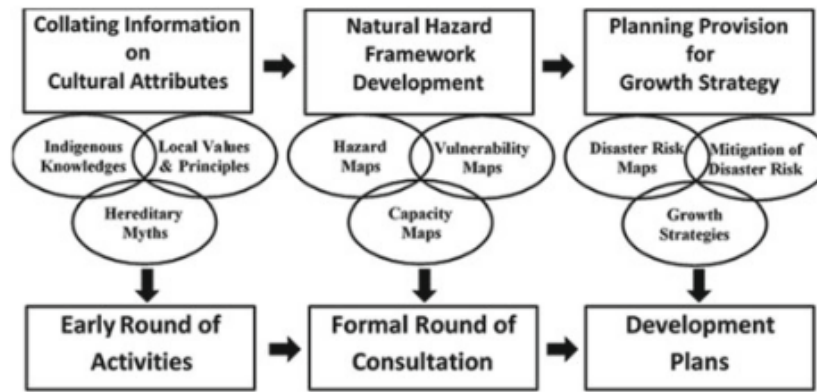 Collating Information
on
Cultural Attributes
Natural Hazard
Framework
Development
Planning Provision
for
Growth Strategy
Indigenous
Knowledges
Local Values
& Principles
Hereditary
Myths
Hazard
Maps
Vulnerability
Maps
Capacity
Maps
Disaster Risk
Maps
Mitigation of
Disaster Risk
Growth
Strategies
Early Round of
Activities
Formal Round of
Consultation
Development
Plans